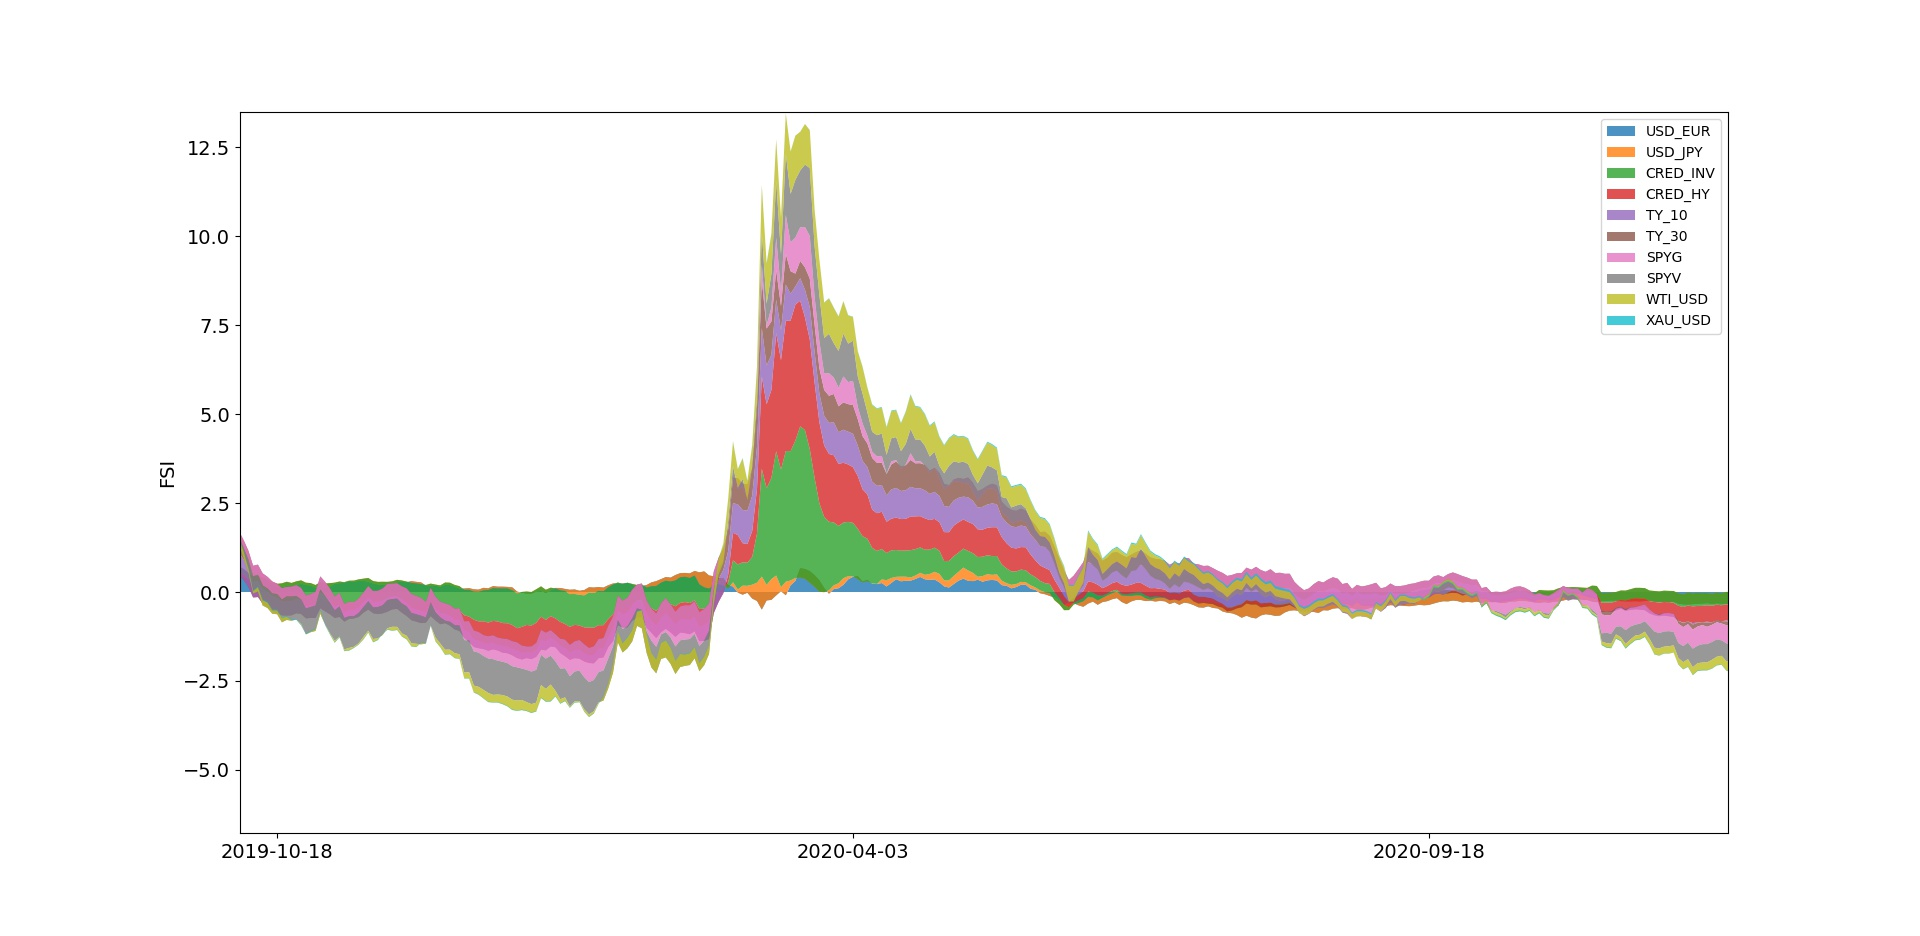 12.5
10.0
7.5
5.0
2.5
0.0
−2.5
−5.0
FSI
2019-10-18
2020-04-03
2020-09-18
USD_EUR
USD_JPY
CRED_INV
CRED_HY
TY_10
TY_30
SPYG
SPYV
WTI_USD
XAU_USD